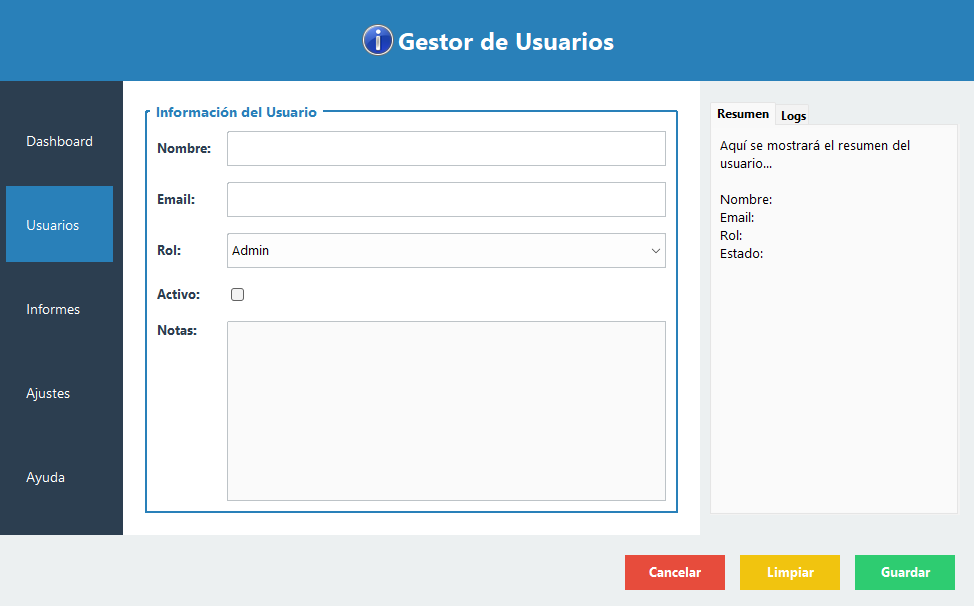 Gestor de Usuarios
Dashboard
Usuarios
Informes
Ajustes
Ayuda
Información del Usuario
Nombre:
Email:
Rol:
Admin
Activo:
Notas:
Resumen
Logs
Aquí se mostrará el resumen del
usuario...
Nombre:
Email:
Rol:
Estado:
Cancelar
Limpiar
Guardar